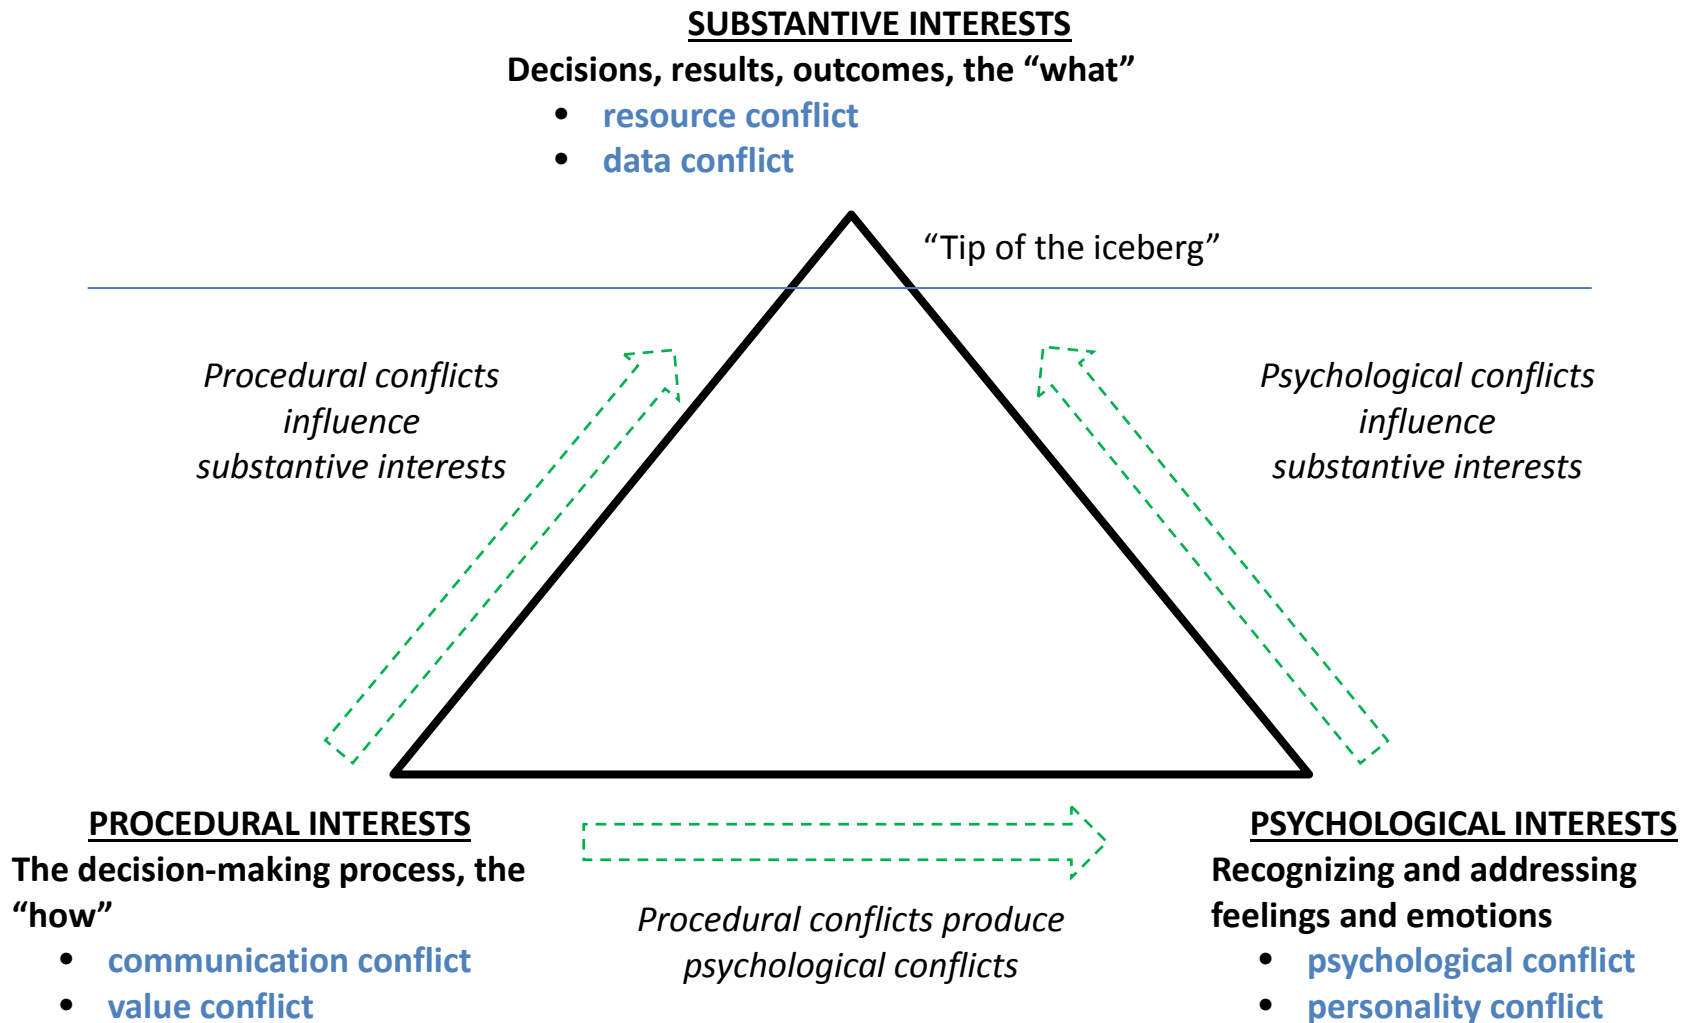 SUBSTANTIVE INTERESTS
Decisions, results, outcomes, the “what”
• resource conflict
• data conflict
“Tip of the iceberg”
Procedural conflicts
influence
substantive interests
Psychological conflicts
influence
substantive interests
PROCEDURAL INTERESTS
The decision-making process, the
“how”
• communication conflict
• value conflict
Procedural conflicts produce
psychological conflicts
PSYCHOLOGICAL INTERESTS
Recognizing and addressing
feelings and emotions
• psychological conflict
• personality conflict